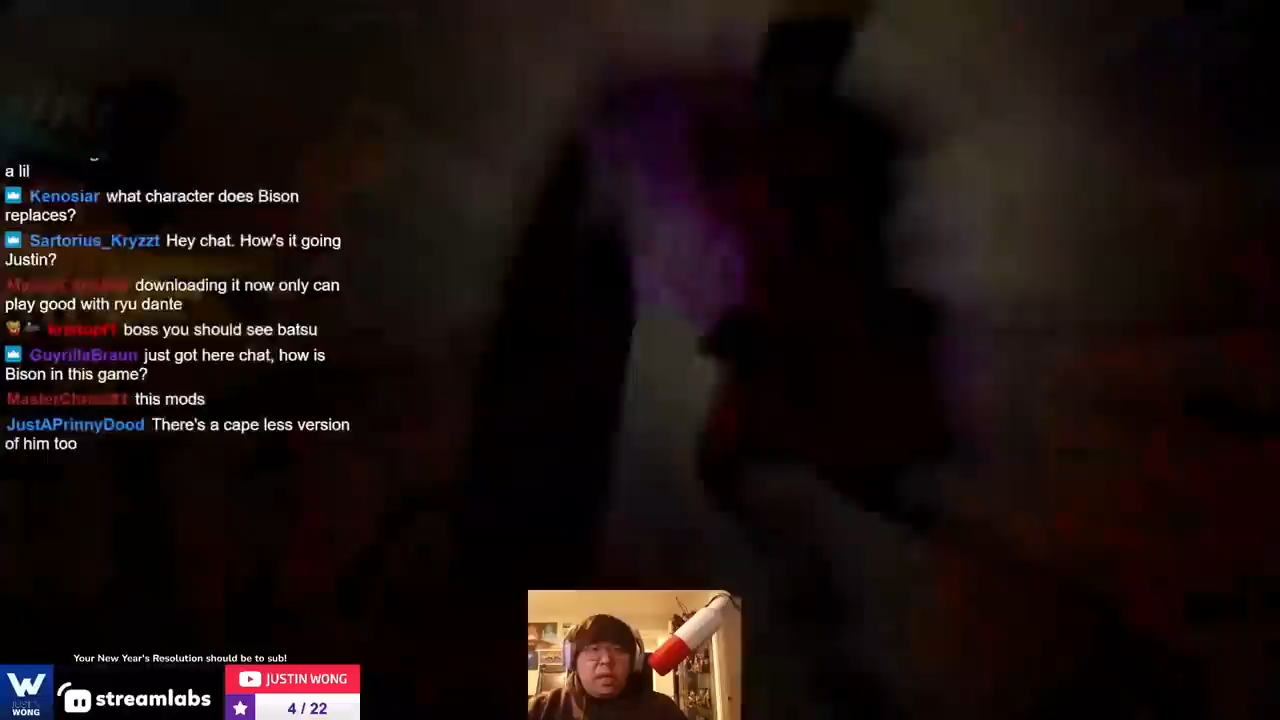 a lil
Kenosiar what character does Bison
replaces?
Sartorius_Kryzzt Hey chat. How's it going
Justin?
downloading it now only can
play good with ryu dante
boss you should see batsu
GuyrillaBraun just got here chat, how is
Bison in this game?
this mods
JustAPrinnyDood There's a cape less version
of him too
Your New Year's Resolution should be to sub!
W
WONG
streamlabs
JUSTIN WONG
4 / 22